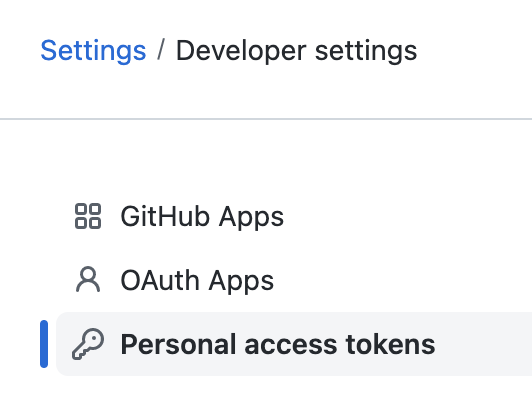 Settings / Developer settings
GitHub Apps
OAuth Apps
Personal access tokens